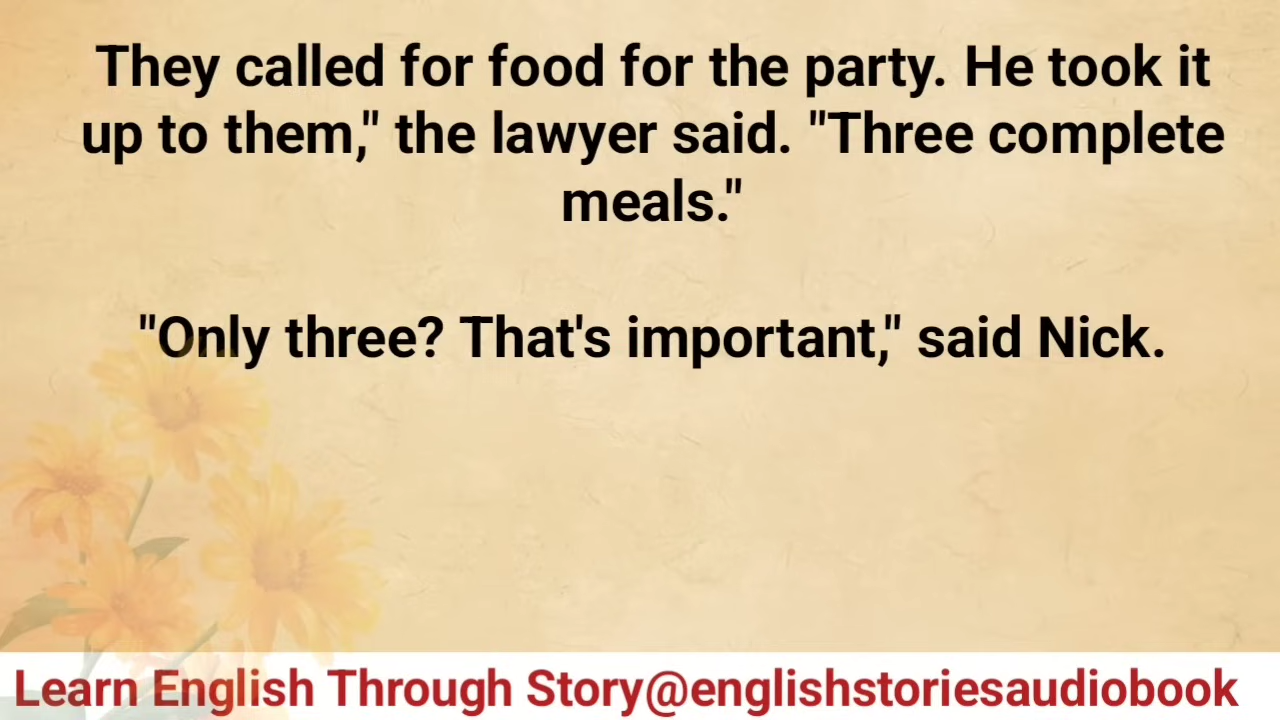 They called for food for the party. He took it
up to them," the lawyer said. "Three complete
meals."
"Only three? That's important," said Nick.
Learn English Through Story@englishstoriesaudiobook